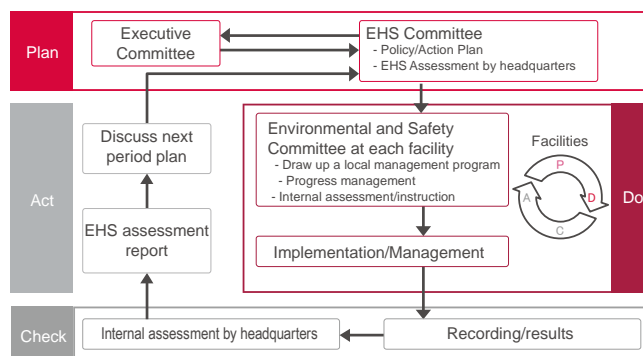 Plan
Executive
Committee
EHS Committee
- Policy/Action Plan
- EHS Assessment by headquarters
Act
Discuss next
period plan
EHS assessment
report
Environmental and Safety
Committee at each facility
- Draw up a local management program
- Progress management
- Internal assessment/instruction
Implementation/Management
Facilities
P
D
C
A
Do
Check
Internal assessment by headquarters
Recording/results